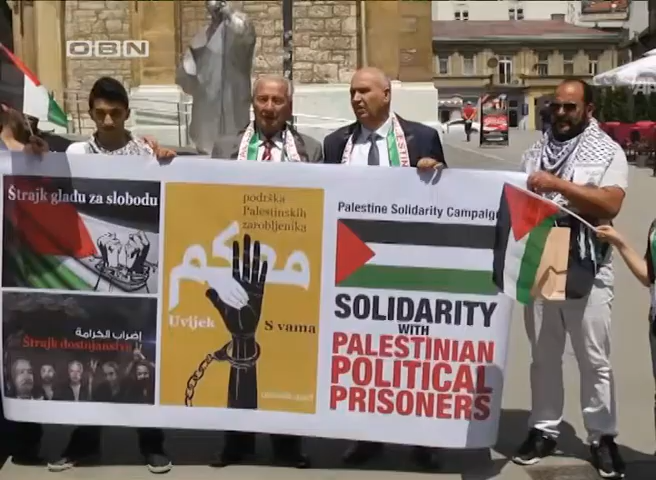 OBN
Štrajk gladu za slobodu
podrška
Palestinskih
zarobljenika
معكم
Uvijek
S vama
إضراب الكرامة
Štrajk dostojanstva
Palestine Solidarity Campaign
SOLIDARITY
WITH
PALESTINIAN
POLITICAL
PRISONERS